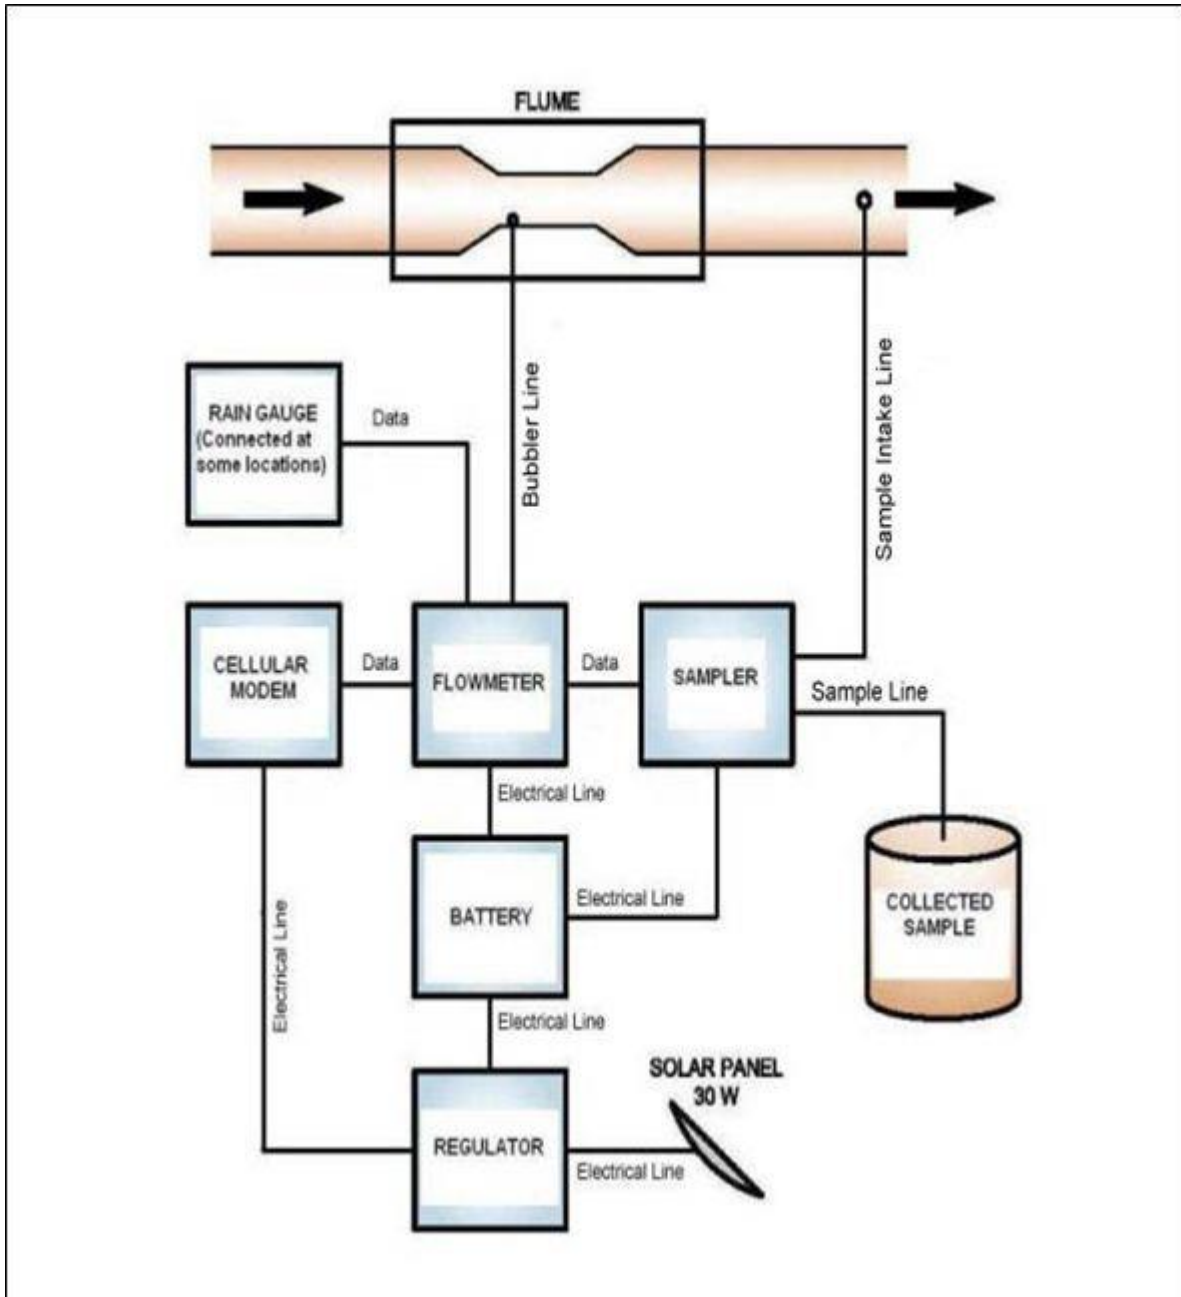 FLUME
Bubbler Line
Sample Intake Line
RAIN GAUGE
(Connected at
some locations)
Data
CELLULAR
MODEM
Data
FLOWMETER
Data
SAMPLER
Sample Line
Electrical Line
BATTERY
Electrical Line
COLLECTED
SAMPLE
Electrical Line
Electrical Line
SOLAR PANEL
30 W
REGULATOR
Electrical Line